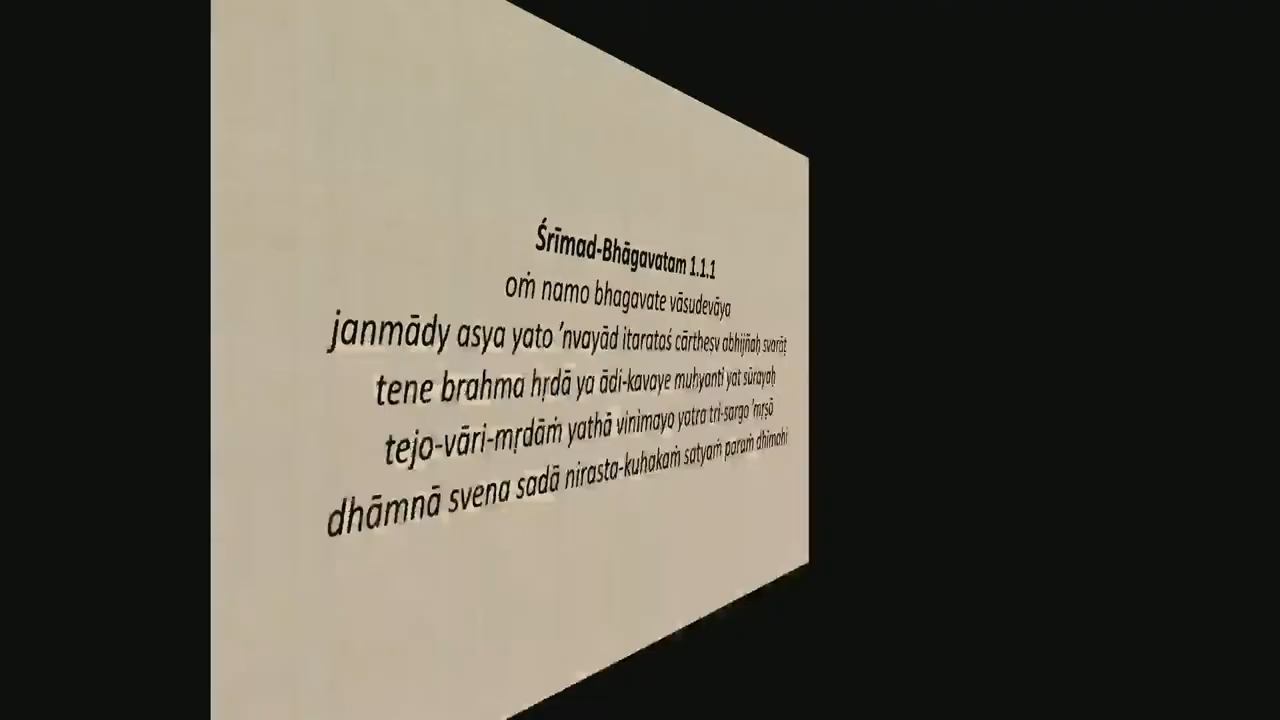 Śrīmad-Bhāgavatam 1.1.1
oṁ namo bhagavate vāsudevāya
janmādy asya yato 'nvayād itarataś cārtheṣv abhijñaḥ svarāṭ
tene brahma hṛdā ya ādi-kavaye muhyanti yat sūrayaḥ
tejo-vāri-mṛdāṁ yathā vinimayo yatra tri-sargo 'mṛṣā
dhāmnā svena sadā nirasta-kuhakaṁ satyaṁ paraṁ dhīmahi